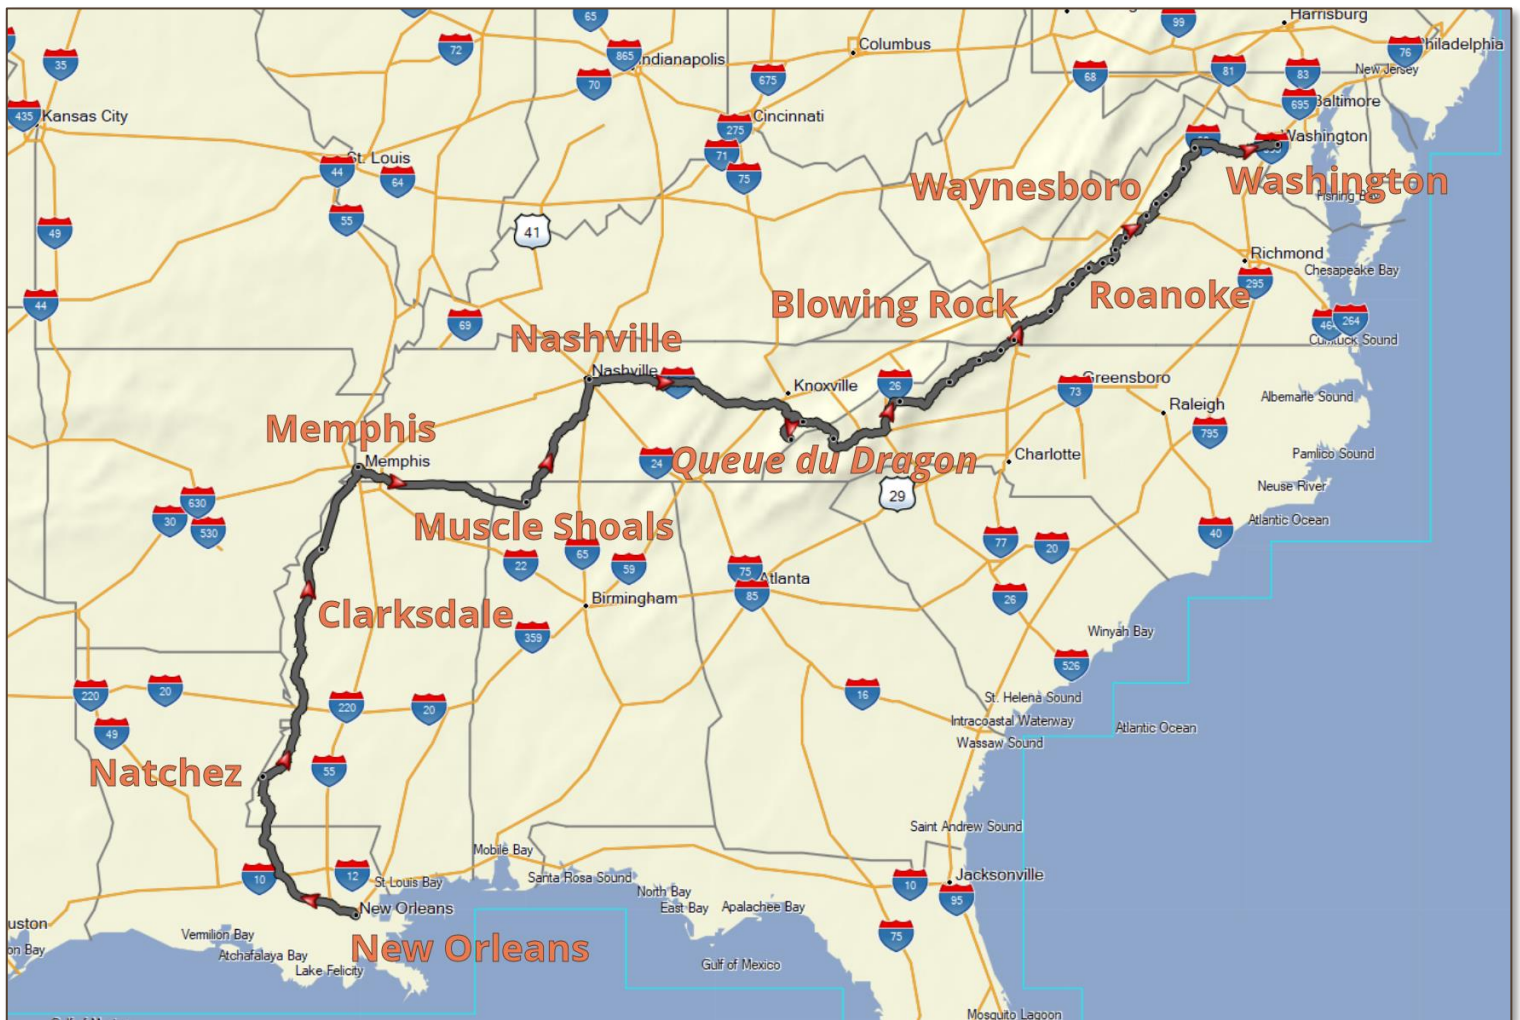 65
99
Harrisburg
72
865
Indianapolis
Columbus
76
Philadelphia
35
70
675
68
81
83
New Jersey
435
Kansas City
275
Cincinnati
695
Baltimore
St. Louis
44
64
71
75
Washington
Waynesboro
Washington
Fishing Bay
49
55
41
Richmond
Chesapeake Bay
295
44
Blowing Rock
Roanoke
69
264
Currituck Sound
Nashville
Nashville
Knoxville
26
73
Greensboro
Albemarle Sound
Raleigh
795
Memphis
Memphis
24
Queue du Dragon
Charlotte
Pamlico Sound
Neuse River
29
630
30
530
Muscle Shoals
Atlantic Ocean
40
77
20
22
65
59
75
Atlanta
85
Birmingham
26
Clarksdale
359
Winyah Bay
526
220
20
220
20
16
St. Helena Sound
49
Intracoastal Waterway
Atlantic Ocean
Wassaw Sound
Natchez
55
Saint Andrew Sound
Mobile Bay
10
12
St Louis Bay
Santa Rosa Sound
North Bay
East Bay
Apalachee Bay
10
Jacksonville
95
New Orleans
uston
on Bay
Vermilion Bay
Atchafalaya Bay
Lake Felicity
New Orleans
Gulf of Mexico
75
Mosquito Lagoon